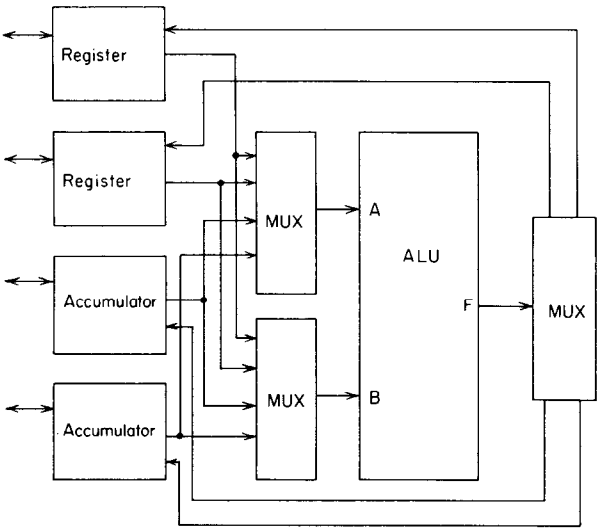 Register
Register
Accumulator
Accumulator
MUX
MUX
A
B
ALU
F
MUX